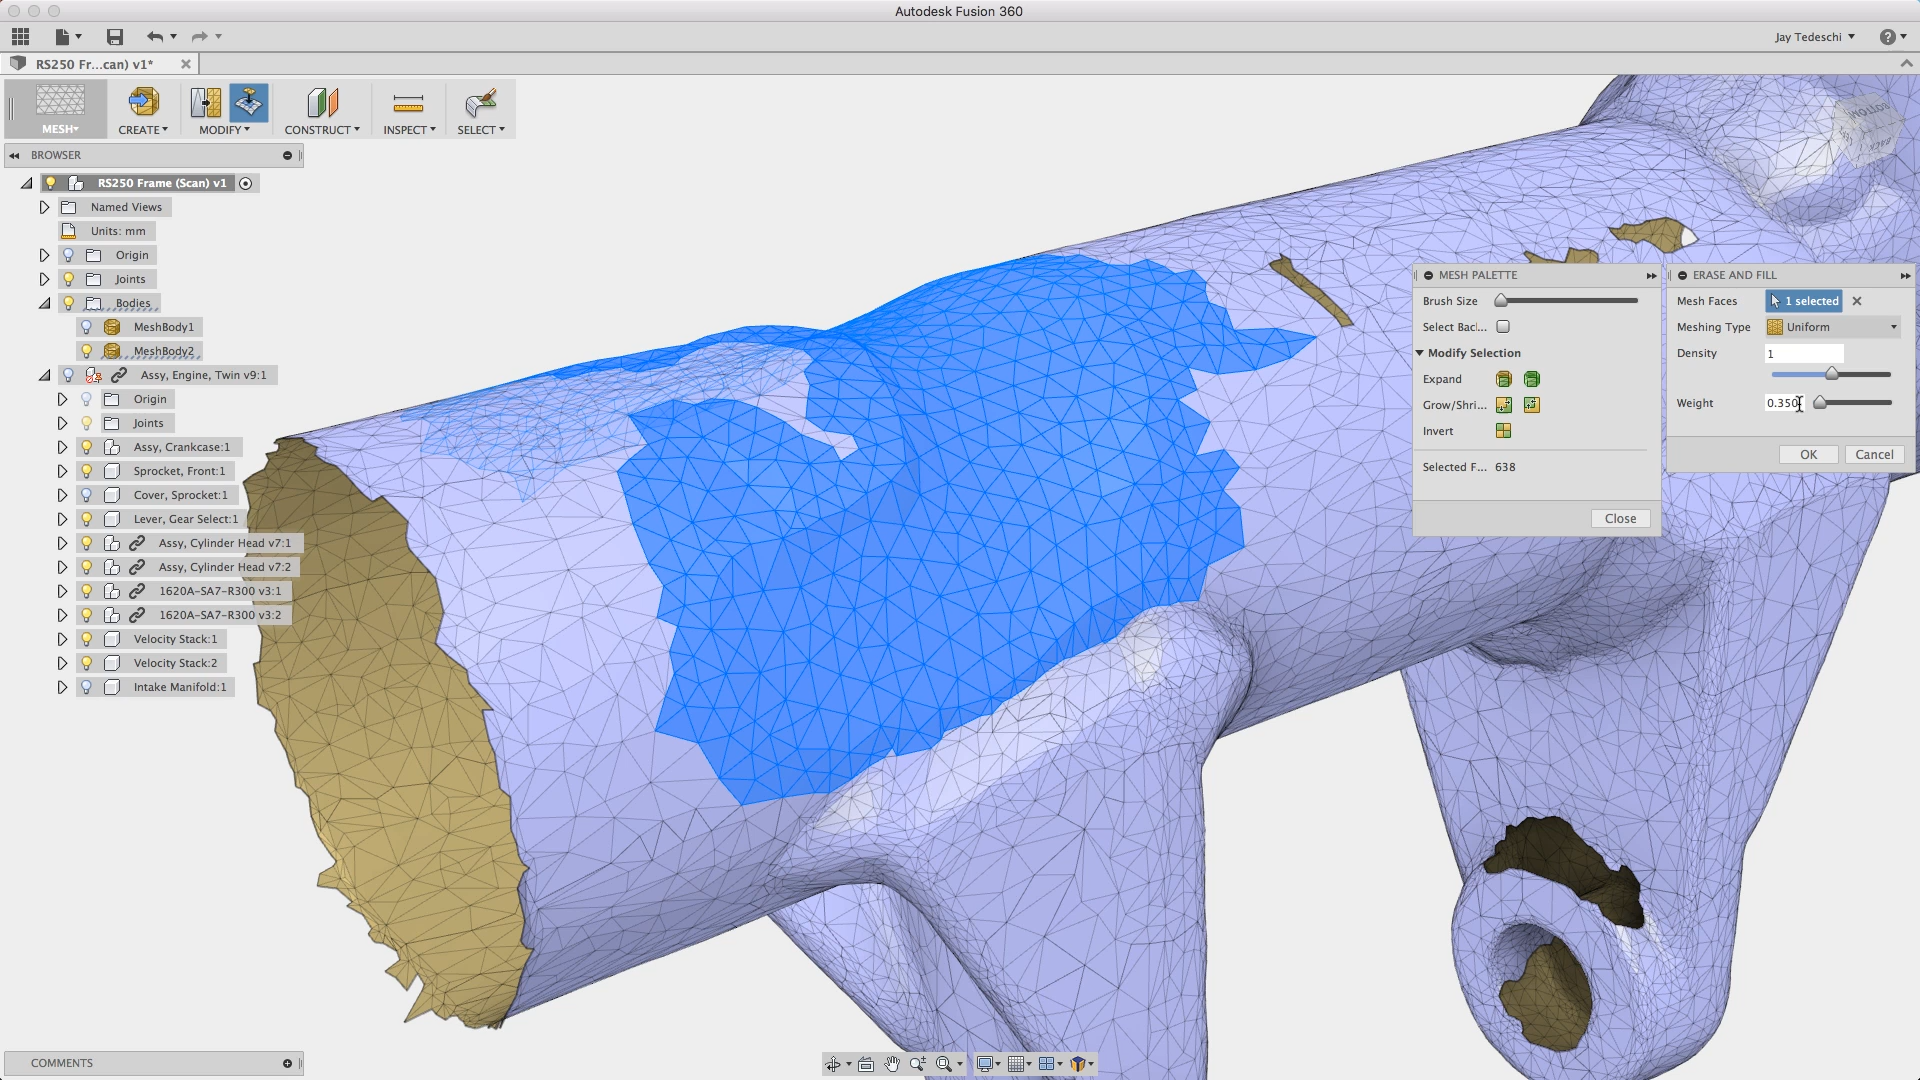 Autodesk Fusion 360
Jay Tedeschi
RS250 Fr...can) v1*
MESH
CREATE
MODIFY
CONSTRUCT
INSPECT
SELECT
BROWSER
RS250 Frame (Scan) v1
Named Views
Units: mm
Origin
Joints
Bodies
MeshBody1
MeshBody2
Assy, Engine, Twin v9:1
Origin
Joints
Assy, Crankcase:1
Sprocket, Front:1
Cover, Sprocket:1
Lever, Gear Select:1
Assy, Cylinder Head v7:1
Assy, Cylinder Head v7:2
1620A-SA7-R300 v3:1
1620A-SA7-R300 v3:2
Velocity Stack:1
Velocity Stack:2
Intake Manifold:1
MESH PALETTE
Brush Size
Select Bac...
Modify Selection
Expand
Grow/Shri...
Invert
Selected F... 638
Close
ERASE AND FILL
Mesh Faces 1 selected
Meshing Type Uniform
Density 1
Weight 0.350
OK Cancel
BOTTOM
BACK
COMMENTS